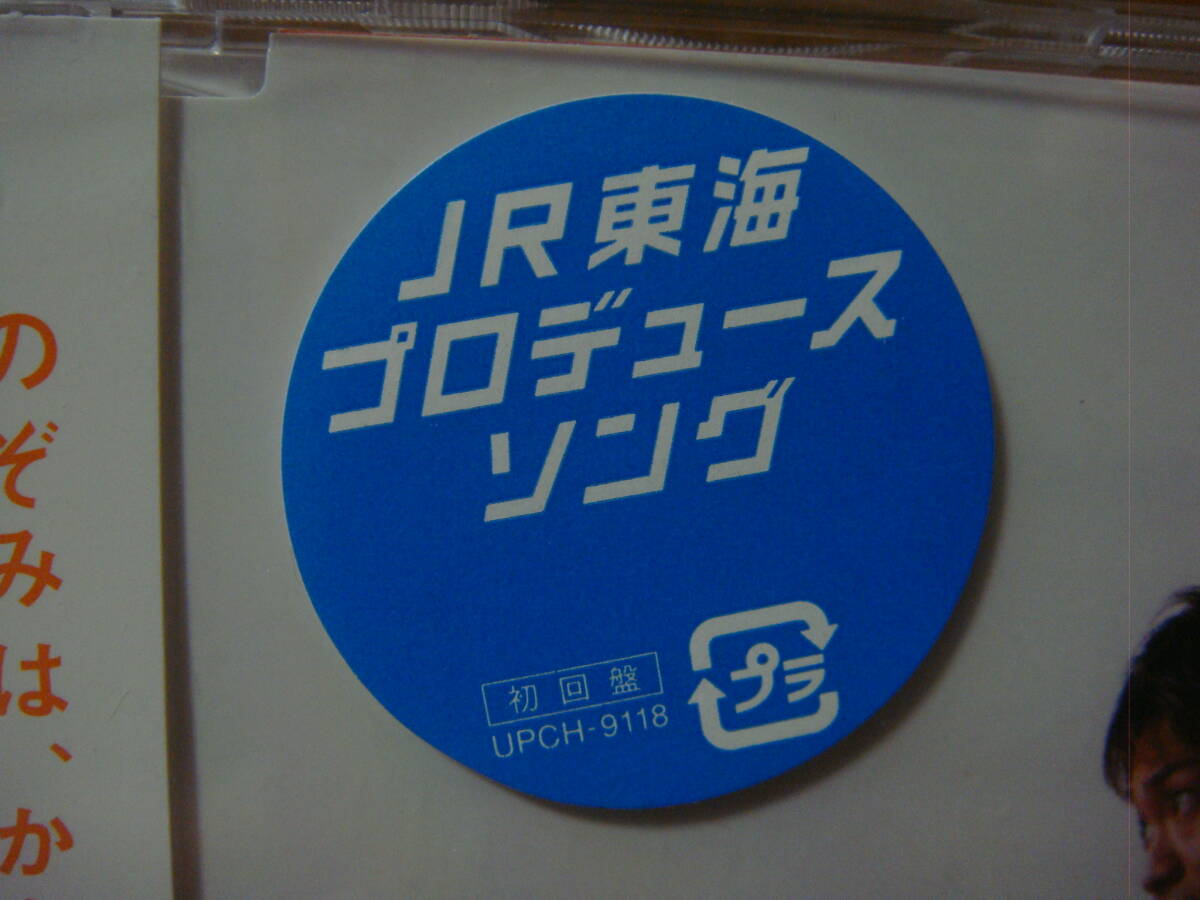 JR東海
プロデュース
ソング
初回盤
UPCH-9118
プラ
のぞみは、か